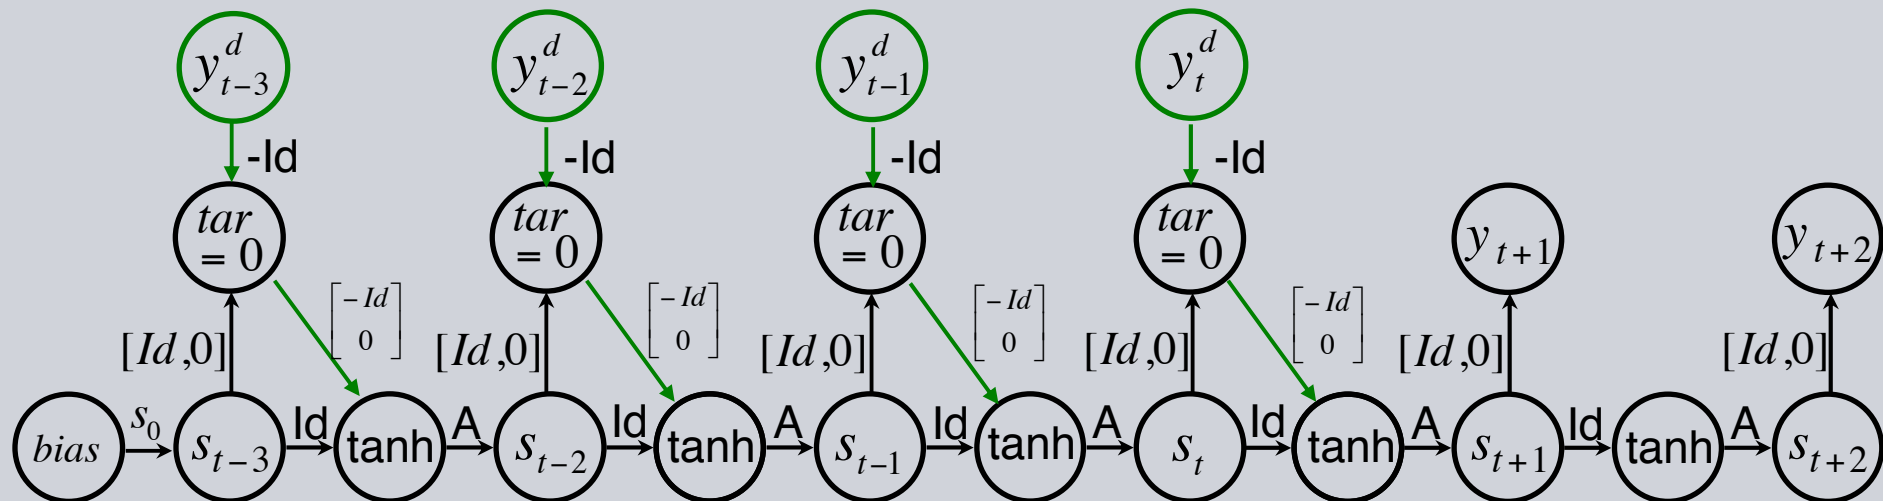 y^d_{t-3} y^d_{t-2} y^d_{t-1} y^d_t
-Id -Id -Id -Id
tar = 0 tar = 0 tar = 0 tar = 0 y_{t+1} y_{t+2}
[-Id 0] [-Id 0] [-Id 0] [-Id 0]
[Id,0] [Id,0] [Id,0] [Id,0] [Id,0] [Id,0]
bias s_0 s_{t-3} Id tanh A s_{t-2} Id tanh A s_{t-1} Id tanh A s_t Id tanh A s_{t+1} Id tanh A s_{t+2}